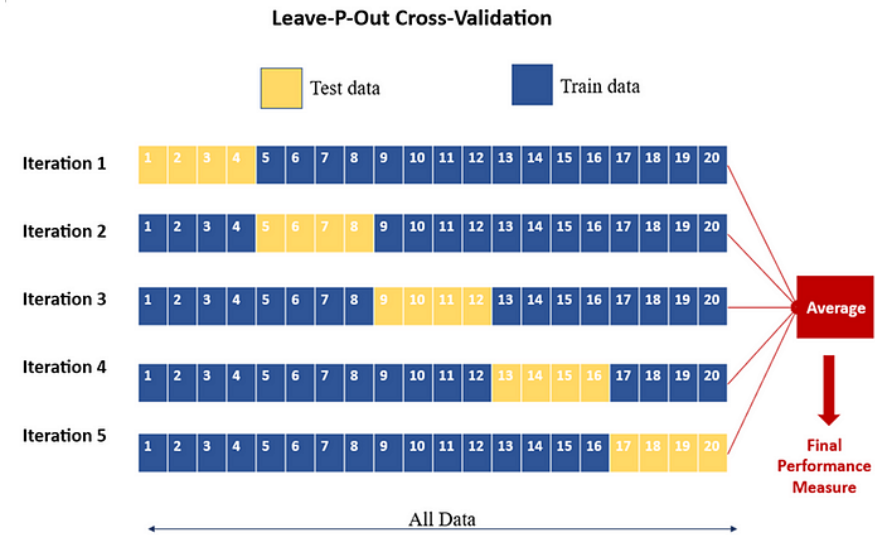 Leave-P-Out Cross-Validation
Test data
Train data
Iteration 1
1 2 3 4 5 6 7 8 9 10 11 12 13 14 15 16 17 18 19 20
Iteration 2
1 2 3 4 5 6 7 8 9 10 11 12 13 14 15 16 17 18 19 20
Iteration 3
1 2 3 4 5 6 7 8 9 10 11 12 13 14 15 16 17 18 19 20
Average
Iteration 4
1 2 3 4 5 6 7 8 9 10 11 12 13 14 15 16 17 18 19 20
Iteration 5
1 2 3 4 5 6 7 8 9 10 11 12 13 14 15 16 17 18 19 20
Final
Performance
Measure
All Data